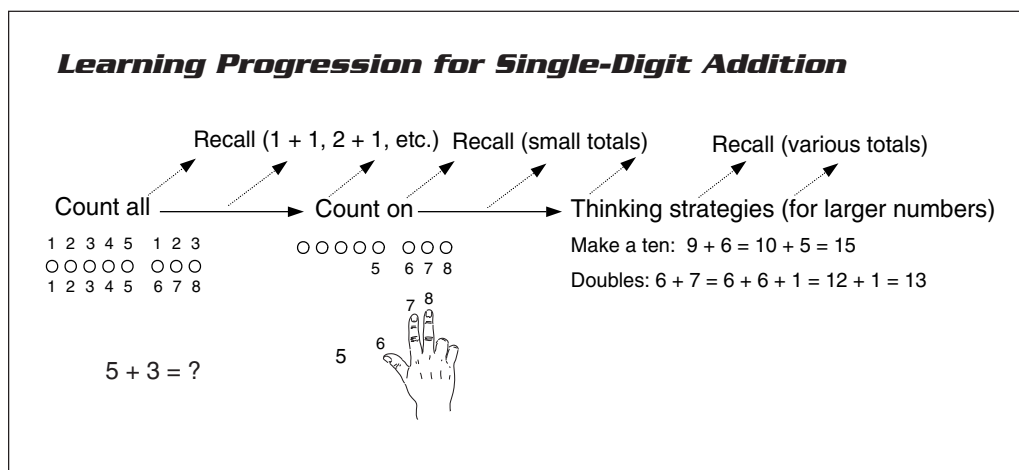 Learning Progression for Single-Digit Addition
Recall (1 + 1, 2 + 1, etc.) Recall (small totals) Recall (various totals)
Count all Count on Thinking strategies (for larger numbers)
1 2 3 4 5 1 2 3
1 2 3 4 5 6 7 8
5 6 7 8
Make a ten: 9 + 6 = 10 + 5 = 15
Doubles: 6 + 7 = 6 + 6 + 1 = 12 + 1 = 13
5 + 3 = ?
5 6 7 8